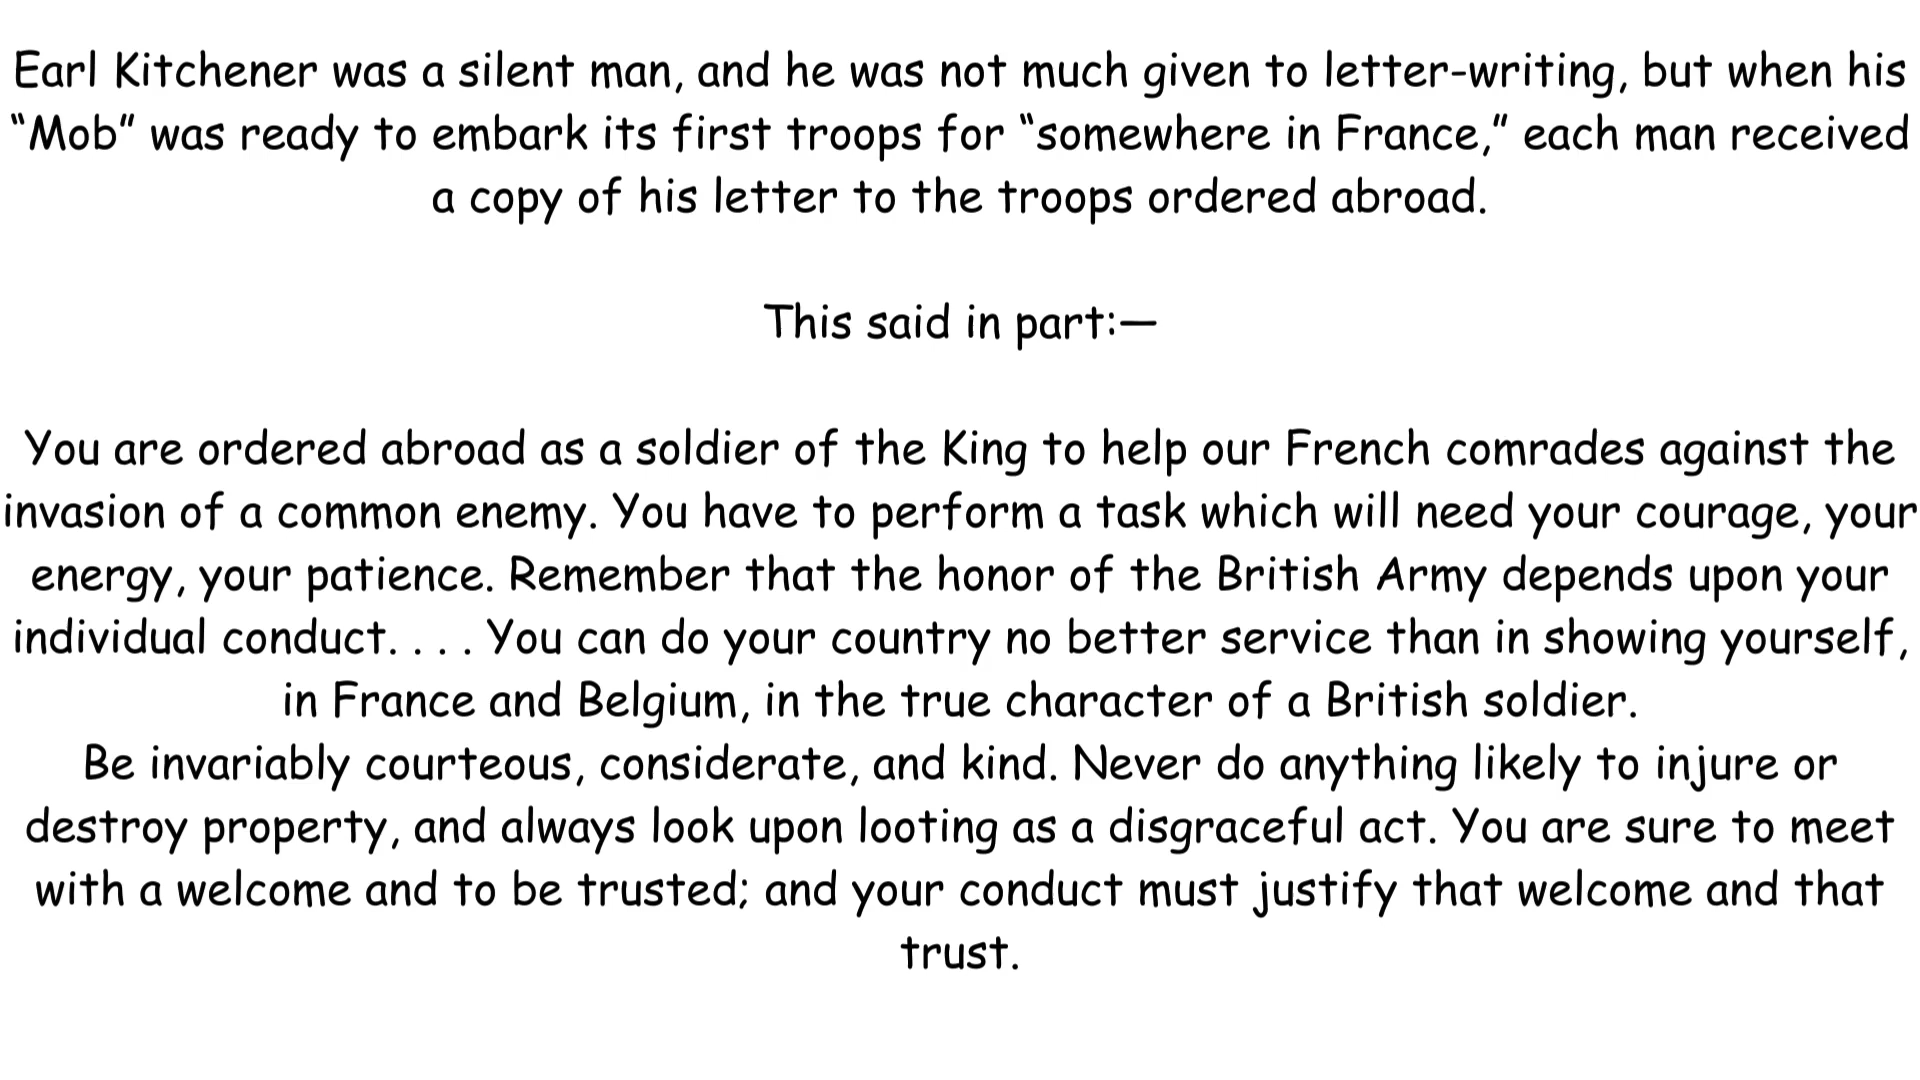 Earl Kitchener was a silent man, and he was not much given to letter-writing, but when his
“Mob” was ready to embark its first troops for “somewhere in France,” each man received
a copy of his letter to the troops ordered abroad.
This said in part:—
You are ordered abroad as a soldier of the King to help our French comrades against the
invasion of a common enemy. You have to perform a task which will need your courage, your
energy, your patience. Remember that the honor of the British Army depends upon your
individual conduct. . . . You can do your country no better service than in showing yourself,
in France and Belgium, in the true character of a British soldier.
Be invariably courteous, considerate, and kind. Never do anything likely to injure or
destroy property, and always look upon looting as a disgraceful act. You are sure to meet
with a welcome and to be trusted; and your conduct must justify that welcome and that
trust.